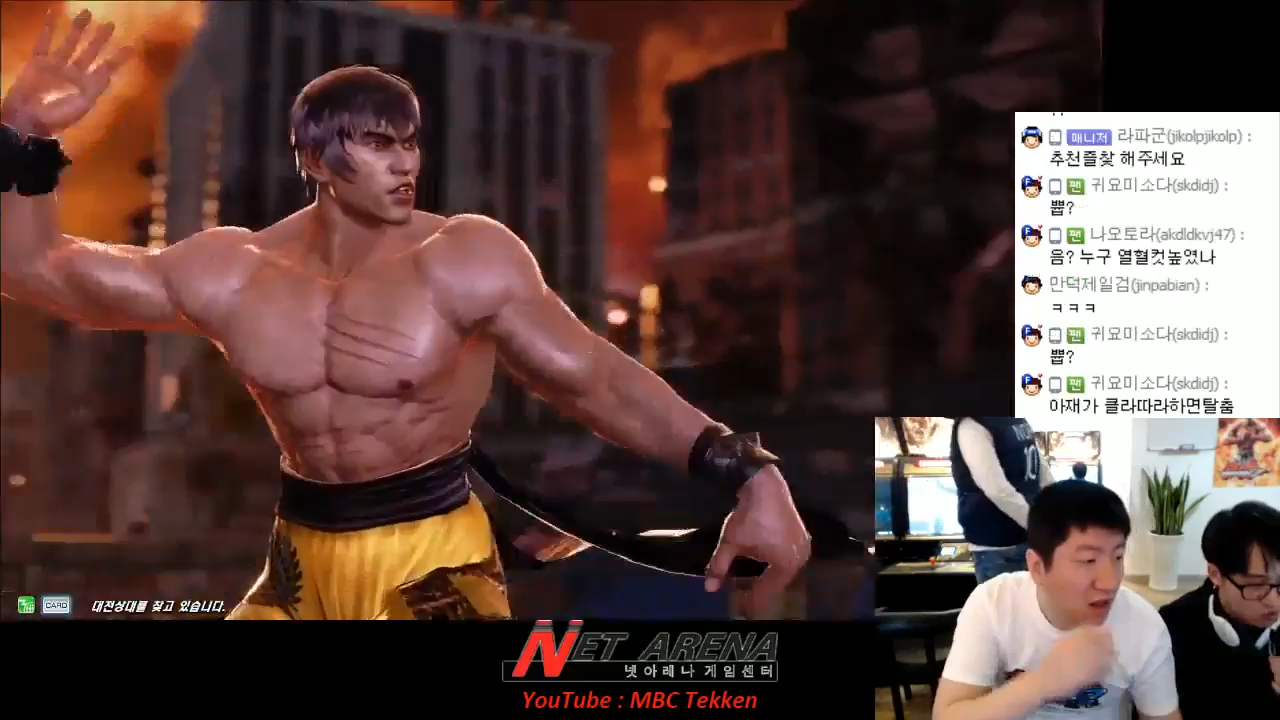 매니저 라파군(jikolpjikolp) :
추천즐찾 해주세요
팬 귀요미소다(skdidj) :
쁩?
팬 나오토라(akdldkvj47) :
음? 누구 열혈컷높였나
만덕제일검(jinpabian) :
ㅋㅋㅋ
팬 귀요미소다(skdidj) :
쁩?
팬 귀요미소다(skdidj) :
아재가 클라따라하면탈춤
CARD 대전상대를 찾고 있습니다.
NET ARENA
넷아레나 게임센터
YouTube : MBC Tekken